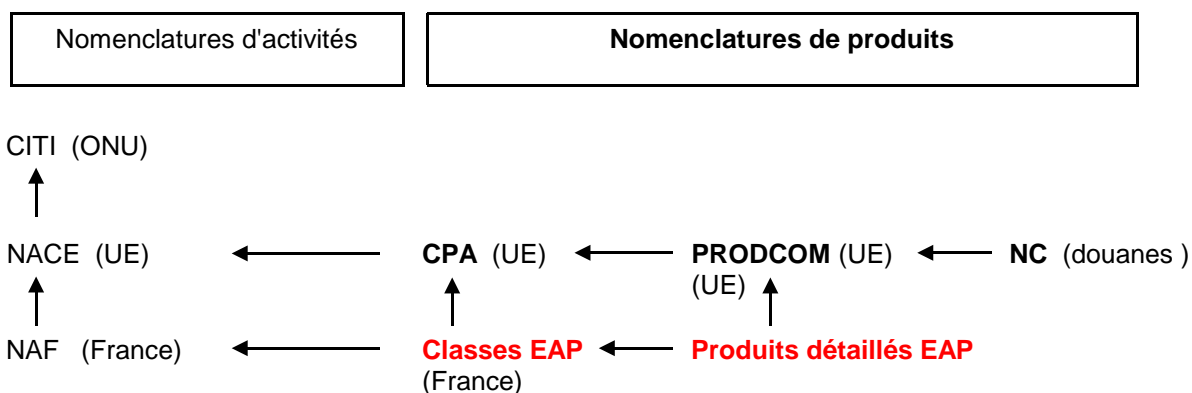 Nomenclatures d'activités Nomenclatures de produits
CITI (ONU)
NACE (UE) CPA (UE) PRODCOM (UE) NC (douanes )
(UE)
NAF (France) Classes EAP Produits détaillés EAP
(France)